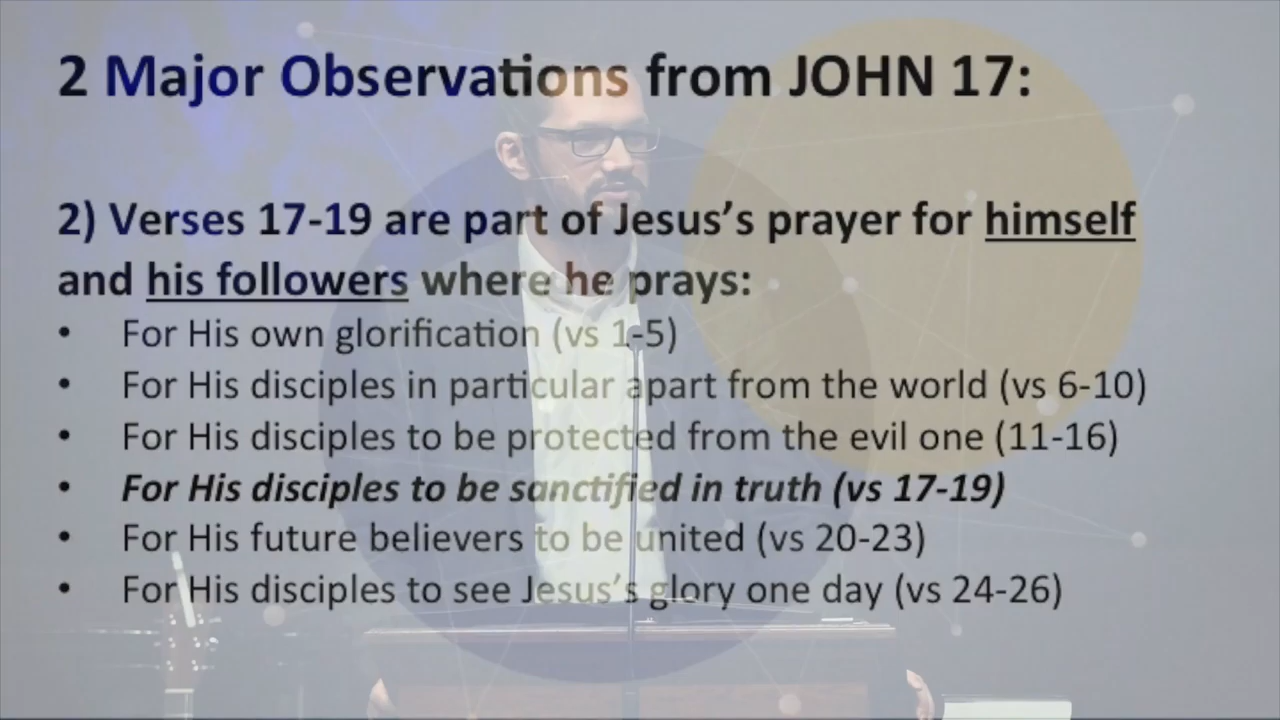 2 Major Observations from JOHN 17:
2) Verses 17-19 are part of Jesus’s prayer for himself
and his followers where he prays:
• For His own glorification (vs 1-5)
• For His disciples in particular apart from the world (vs 6-10)
• For His disciples to be protected from the evil one (11-16)
• For His disciples to be sanctified in truth (vs 17-19)
• For His future believers to be united (vs 20-23)
• For His disciples to see Jesus’s glory one day (vs 24-26)